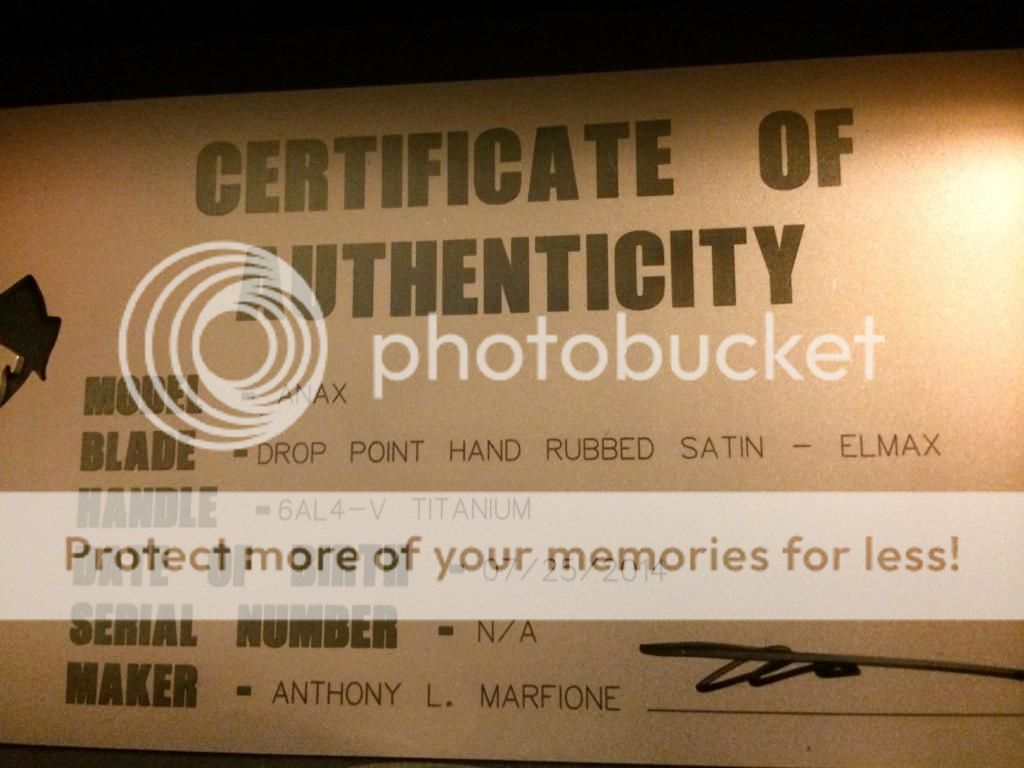 CERTIFICATE OF
AUTHENTICITY
photobucket
MODEL - ANAX
BLADE - DROP POINT HAND RUBBED SATIN - ELMAX
HANDLE - 6AL4-V TITANIUM
Protect more of your memories for less!
DATE OF BIRTH - 07/25/2014
SERIAL NUMBER - N/A
MAKER - ANTHONY L. MARFIONE